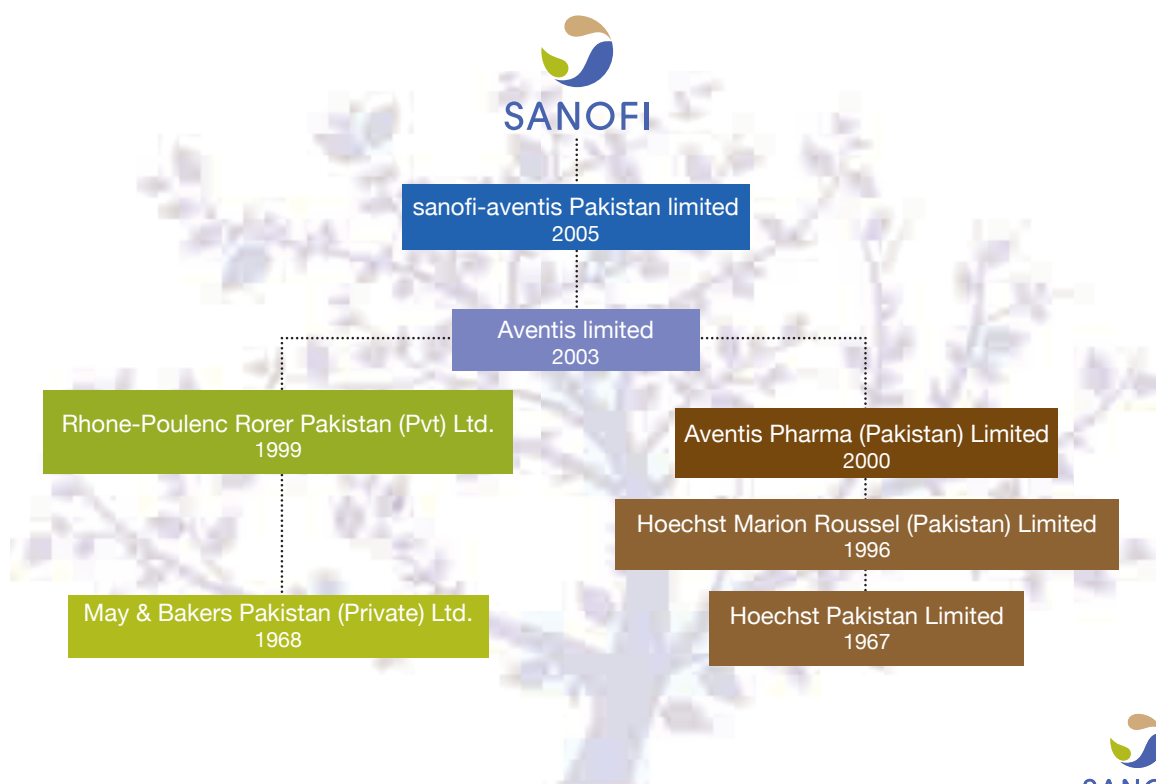 SANOFI
sanofi-aventis Pakistan limited
2005
Aventis limited
2003
Rhone-Poulenc Rorer Pakistan (Pvt) Ltd.
1999
Aventis Pharma (Pakistan) Limited
2000
Hoechst Marion Roussel (Pakistan) Limited
1996
May & Bakers Pakistan (Private) Ltd.
1968
Hoechst Pakistan Limited
1967